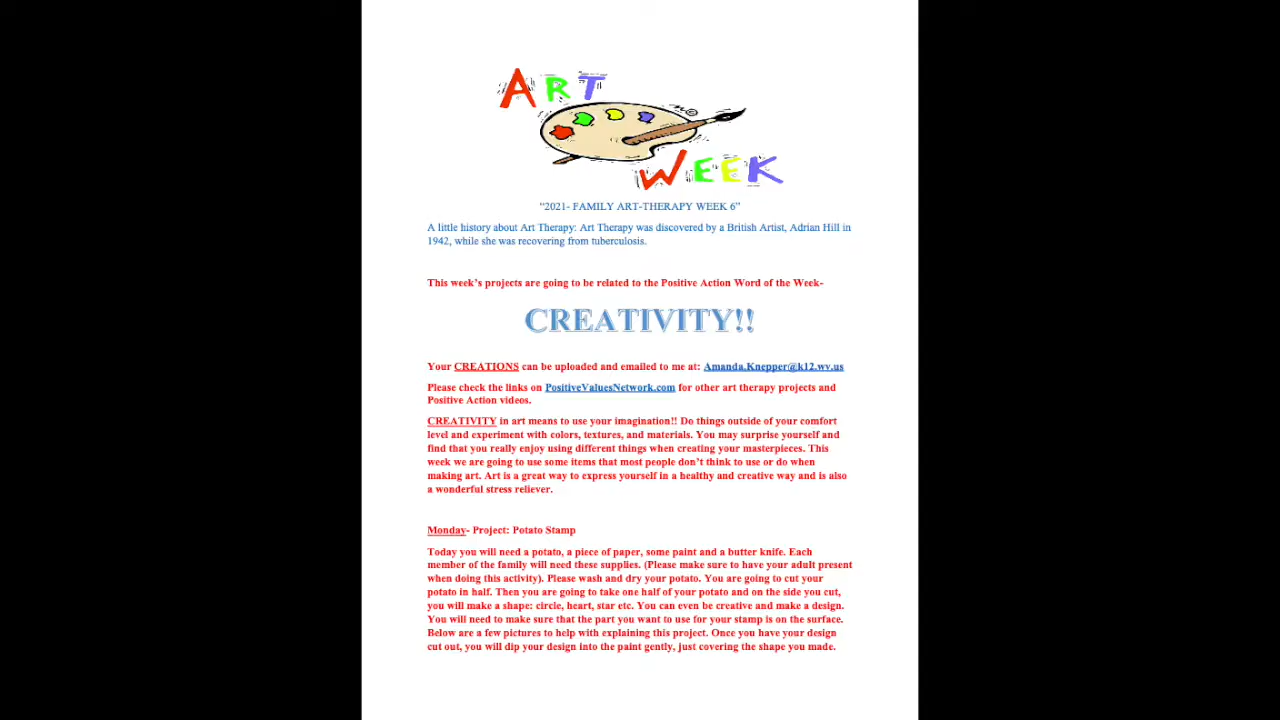 ART
WEEK
“2021- FAMILY ART-THERAPY WEEK 6”
A little history about Art Therapy: Art Therapy was discovered by a British Artist, Adrian Hill in
1942, while she was recovering from tuberculosis.
This week’s projects are going to be related to the Positive Action Word of the Week-
CREATIVITY!!
Your CREATIONS can be uploaded and emailed to me at: Amanda.Knepper@k12.wv.us
Please check the links on PositiveValuesNetwork.com for other art therapy projects and
Positive Action videos.
CREATIVITY in art means to use your imagination!! Do things outside of your comfort
level and experiment with colors, textures, and materials. You may surprise yourself and
find that you really enjoy using different things when creating your masterpieces. This
week we are going to use some items that most people don’t think to use or do when
making art. Art is a great way to express yourself in a healthy and creative way and is also
a wonderful stress reliever.
Monday- Project: Potato Stamp
Today you will need a potato, a piece of paper, some paint and a butter knife. Each
member of the family will need these supplies. (Please make sure to have your adult present
when doing this activity). Please wash and dry your potato. You are going to cut your
potato in half. Then you are going to take one half of your potato and on the side you cut,
you will make a shape: circle, heart, star etc. You can even be creative and make a design.
You will need to make sure that the part you want to use for your stamp is on the surface.
Below are a few pictures to help with explaining this project. Once you have your design
cut out, you will dip your design into the paint gently, just covering the shape you made.